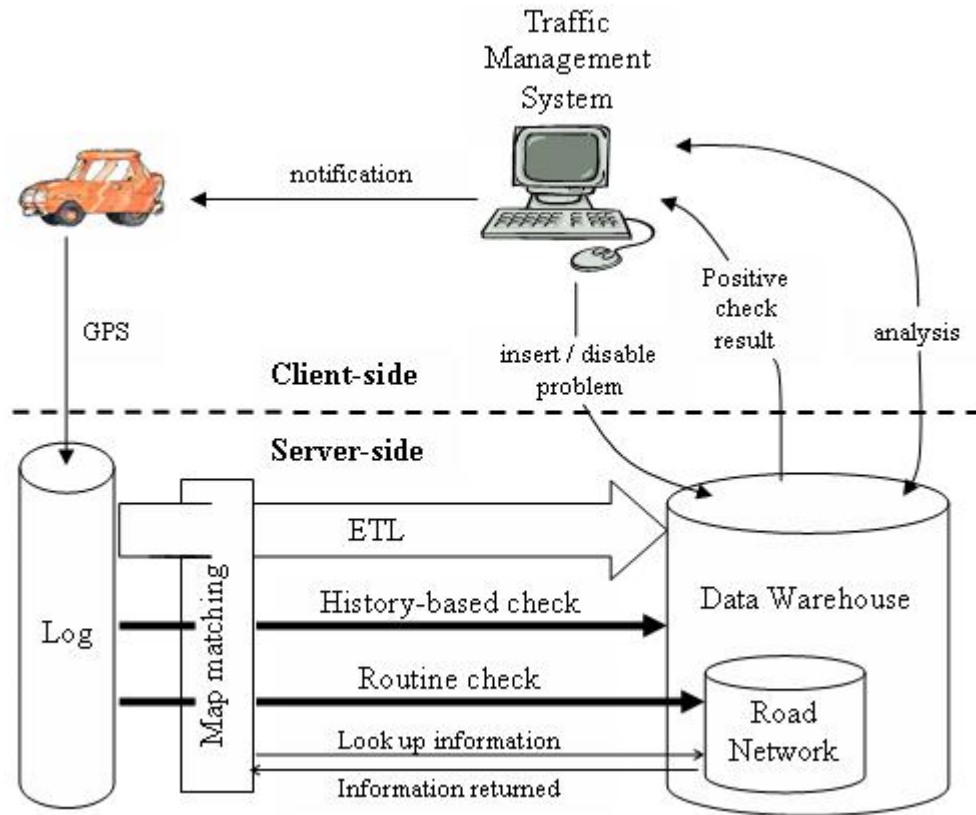 Traffic
Management
System
notification
GPS
Positive
check
result
analysis
insert / disable
problem
Client-side
Server-side
ETL
Map matching
Log
History-based check
Data Warehouse
Routine check
Road
Network
Look up information
Information returned